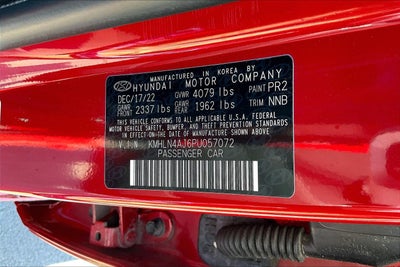 MANUFACTURED IN KOREA BY
HYUNDAI MOTOR COMPANY
DEC/17/22 GVWR 4079 lbs PAINT PR2
GAWR FRONT 2337 lbs GAWR REAR 1962 lbs TRIM NNB
This vehicle conforms to all applicable U.S.A. Federal motor
vehicle safety, bumper, and theft prevention standards in
effect on the date of manufacture shown above.
V.I.N: KMHLN4AJ6PU057072
PASSENGER CAR